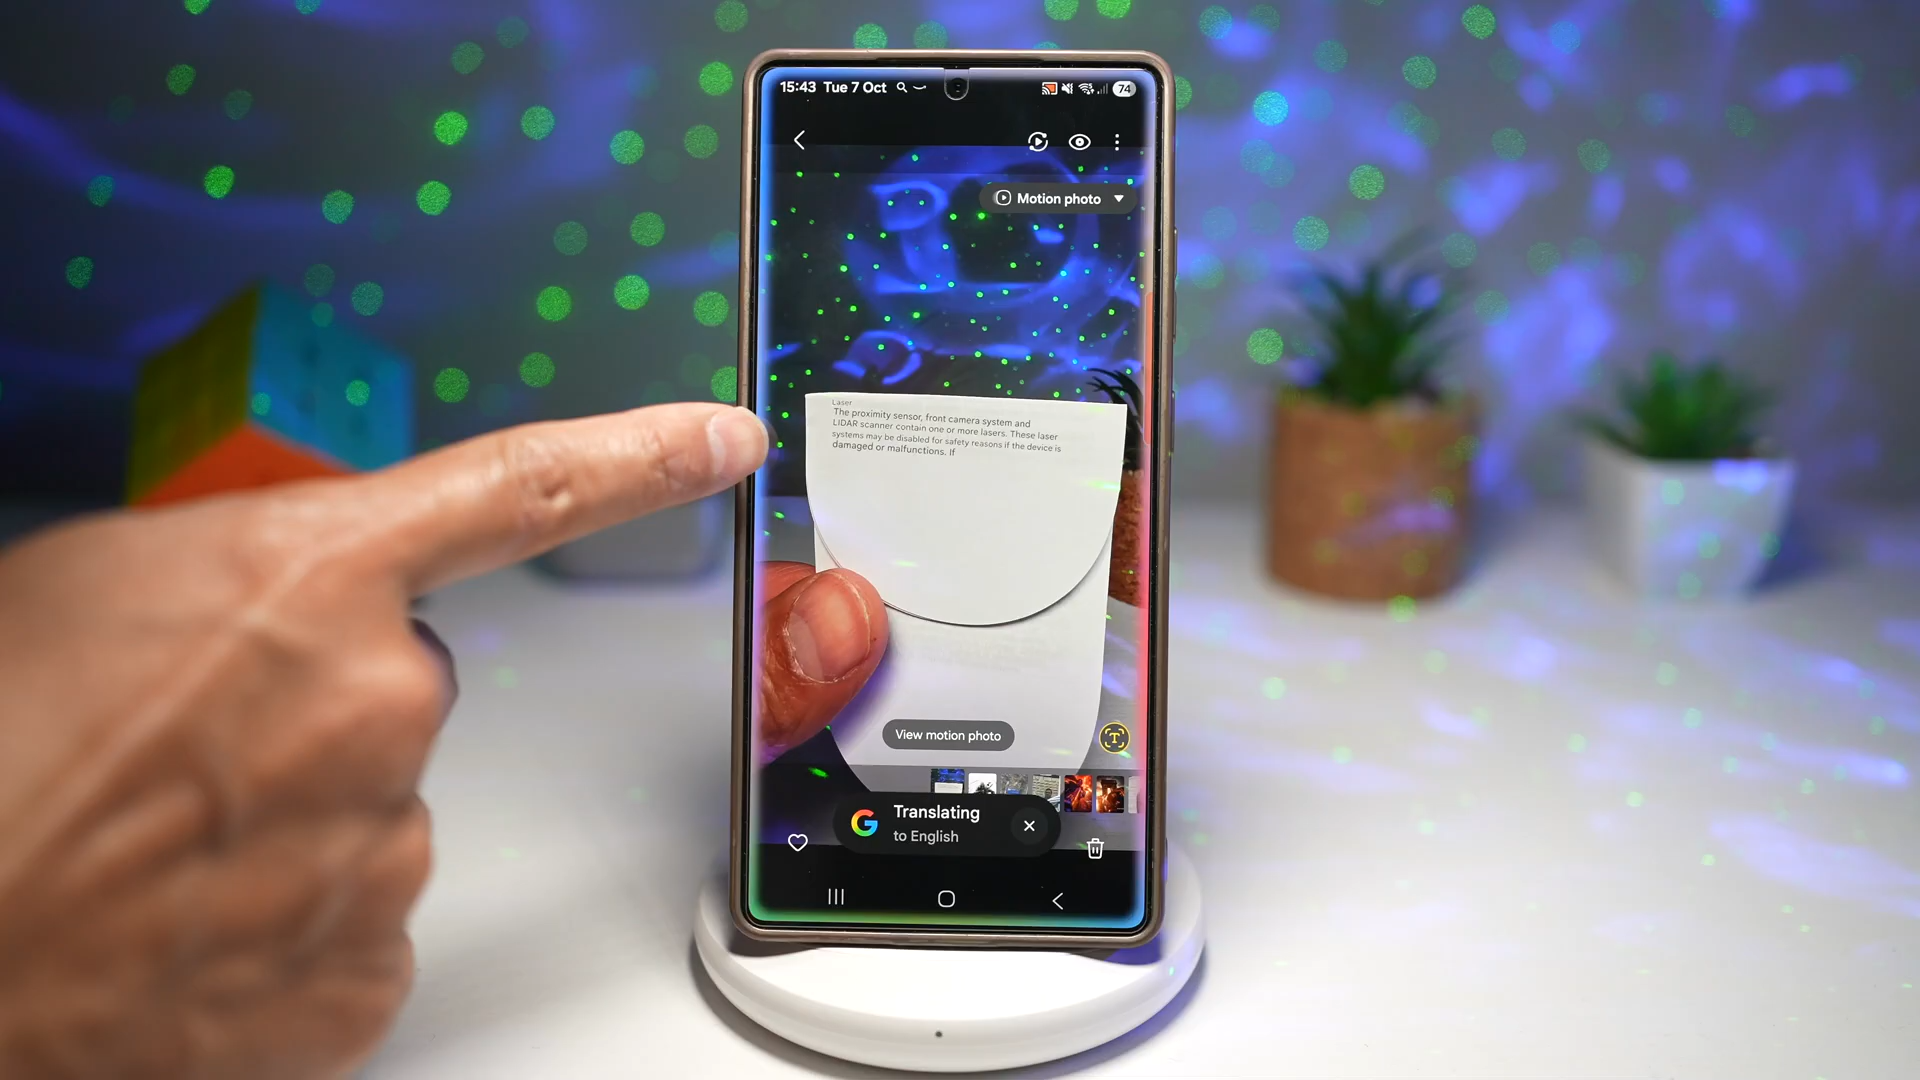 15:43 Tue 7 Oct
74
Motion photo
Laser
The proximity sensor, front camera system and
LIDAR scanner contain one or more lasers. These laser
systems may be disabled for safety reasons if the device is
damaged or malfunctions. If
View motion photo
T
G Translating
to English